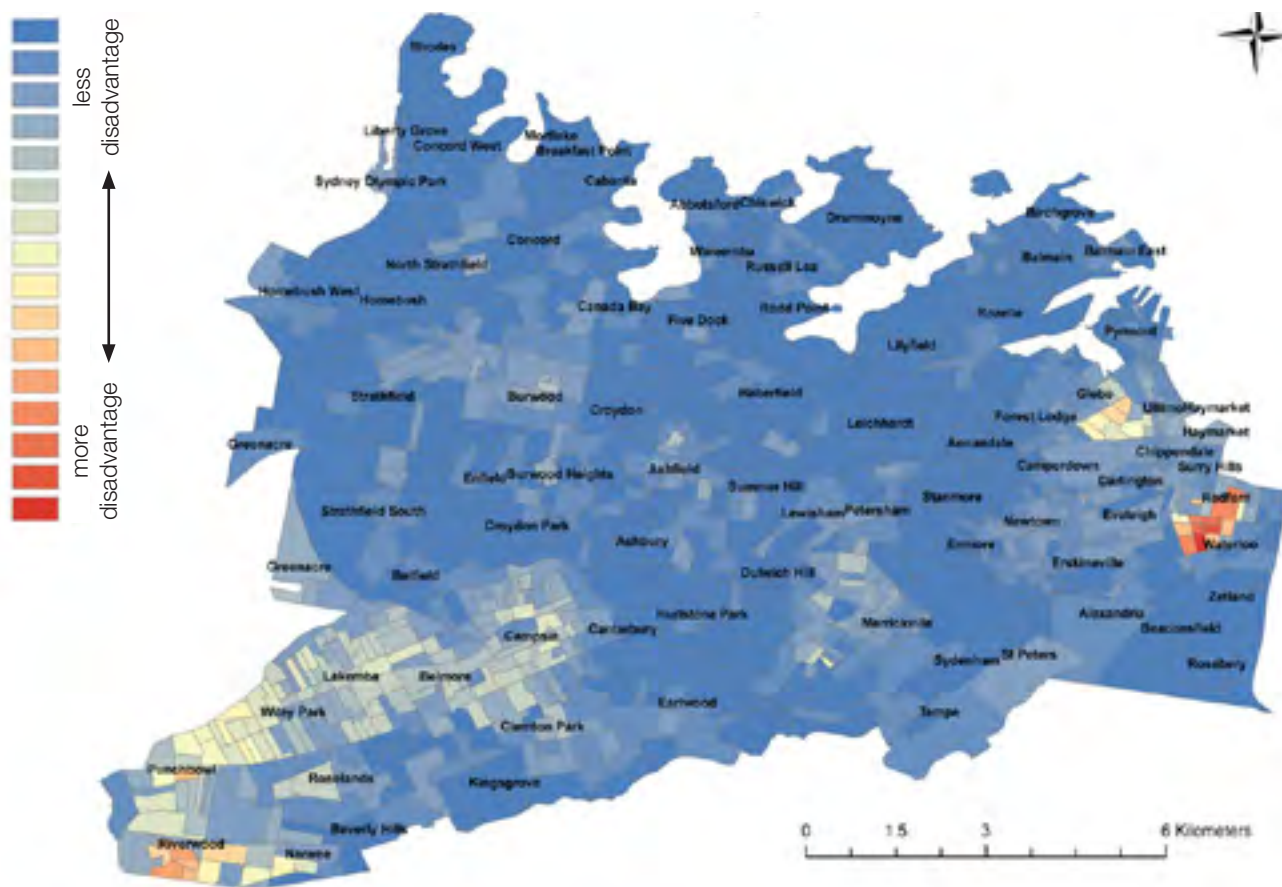 less
disadvantage
more
disadvantage
Rhodes
Liberty Grove
Concord West
Mortlake
Breakfast Point
Sydney Olympic Park
Cabarita
Abbotsford
Chiswick
Drummoyne
Birchgrove
Concord
Balmain
Balmain East
North Strathfield
Wareemba
Russell Lea
Homebush West
Homebush
Canada Bay
Rodd Point
Five Dock
Rozelle
Pyrmont
Lilyfield
Strathfield
Burwood
Croydon
Haberfield
Leichhardt
Glebe
Forest Lodge
Ultimo
Haymarket
Haymarket
Greenacre
Annandale
Chippendale
Surry Hills
Enfield
Burwood Heights
Ashfield
Summer Hill
Camperdown
Darlington
Stanmore
Redfern
Strathfield South
Croydon Park
Lewisham
Petersham
Newtown
Eveleigh
Ashbury
Enmore
Waterloo
Greenacre
Belfield
Dulwich Hill
Erskineville
Zetland
Campsie
Canterbury
Hurlstone Park
Marrickville
Alexandria
Beaconsfield
Lakemba
Belmore
Sydenham
St Peters
Rosebery
Wiley Park
Clemton Park
Earlwood
Tempe
Punchbowl
Roselands
Kingsgrove
Beverly Hills
Riverwood
Narwee
0 1.5 3 6 Kilometers